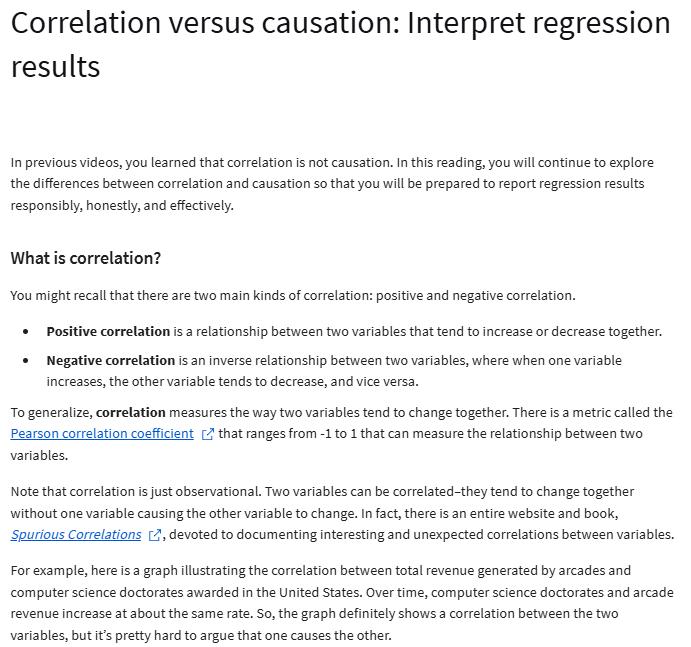 Correlation versus causation: Interpret regression
results
In previous videos, you learned that correlation is not causation. In this reading, you will continue to explore
the differences between correlation and causation so that you will be prepared to report regression results
responsibly, honestly, and effectively.
What is correlation?
You might recall that there are two main kinds of correlation: positive and negative correlation.
• Positive correlation is a relationship between two variables that tend to increase or decrease together.
• Negative correlation is an inverse relationship between two variables, where when one variable
increases, the other variable tends to decrease, and vice versa.
To generalize, correlation measures the way two variables tend to change together. There is a metric called the
Pearson correlation coefficient that ranges from -1 to 1 that can measure the relationship between two
variables.
Note that correlation is just observational. Two variables can be correlated–they tend to change together
without one variable causing the other variable to change. In fact, there is an entire website and book,
Spurious Correlations , devoted to documenting interesting and unexpected correlations between variables.
For example, here is a graph illustrating the correlation between total revenue generated by arcades and
computer science doctorates awarded in the United States. Over time, computer science doctorates and arcade
revenue increase at about the same rate. So, the graph definitely shows a correlation between the two
variables, but it’s pretty hard to argue that one causes the other.